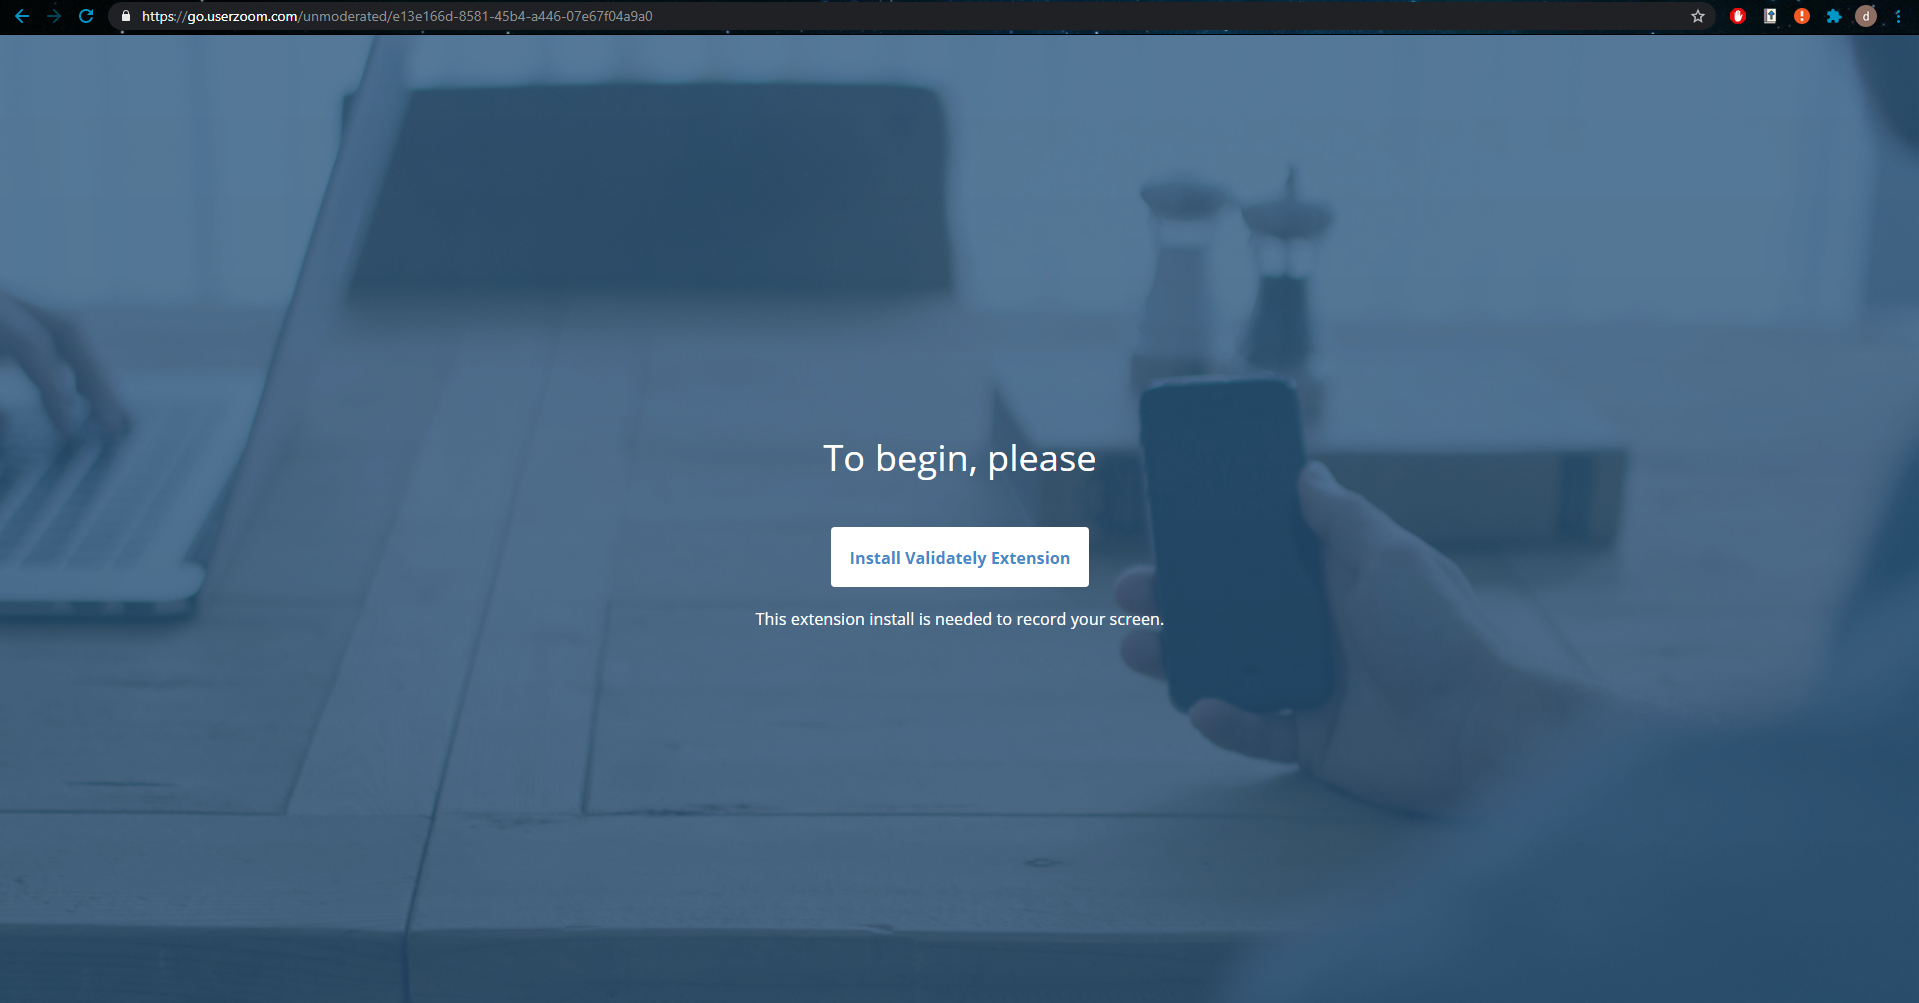 https://go.userzoom.com/unmoderated/e13e166d-8581-45b4-a446-07e67f04a9a0
d
To begin, please
Install Validately Extension
This extension install is needed to record your screen.